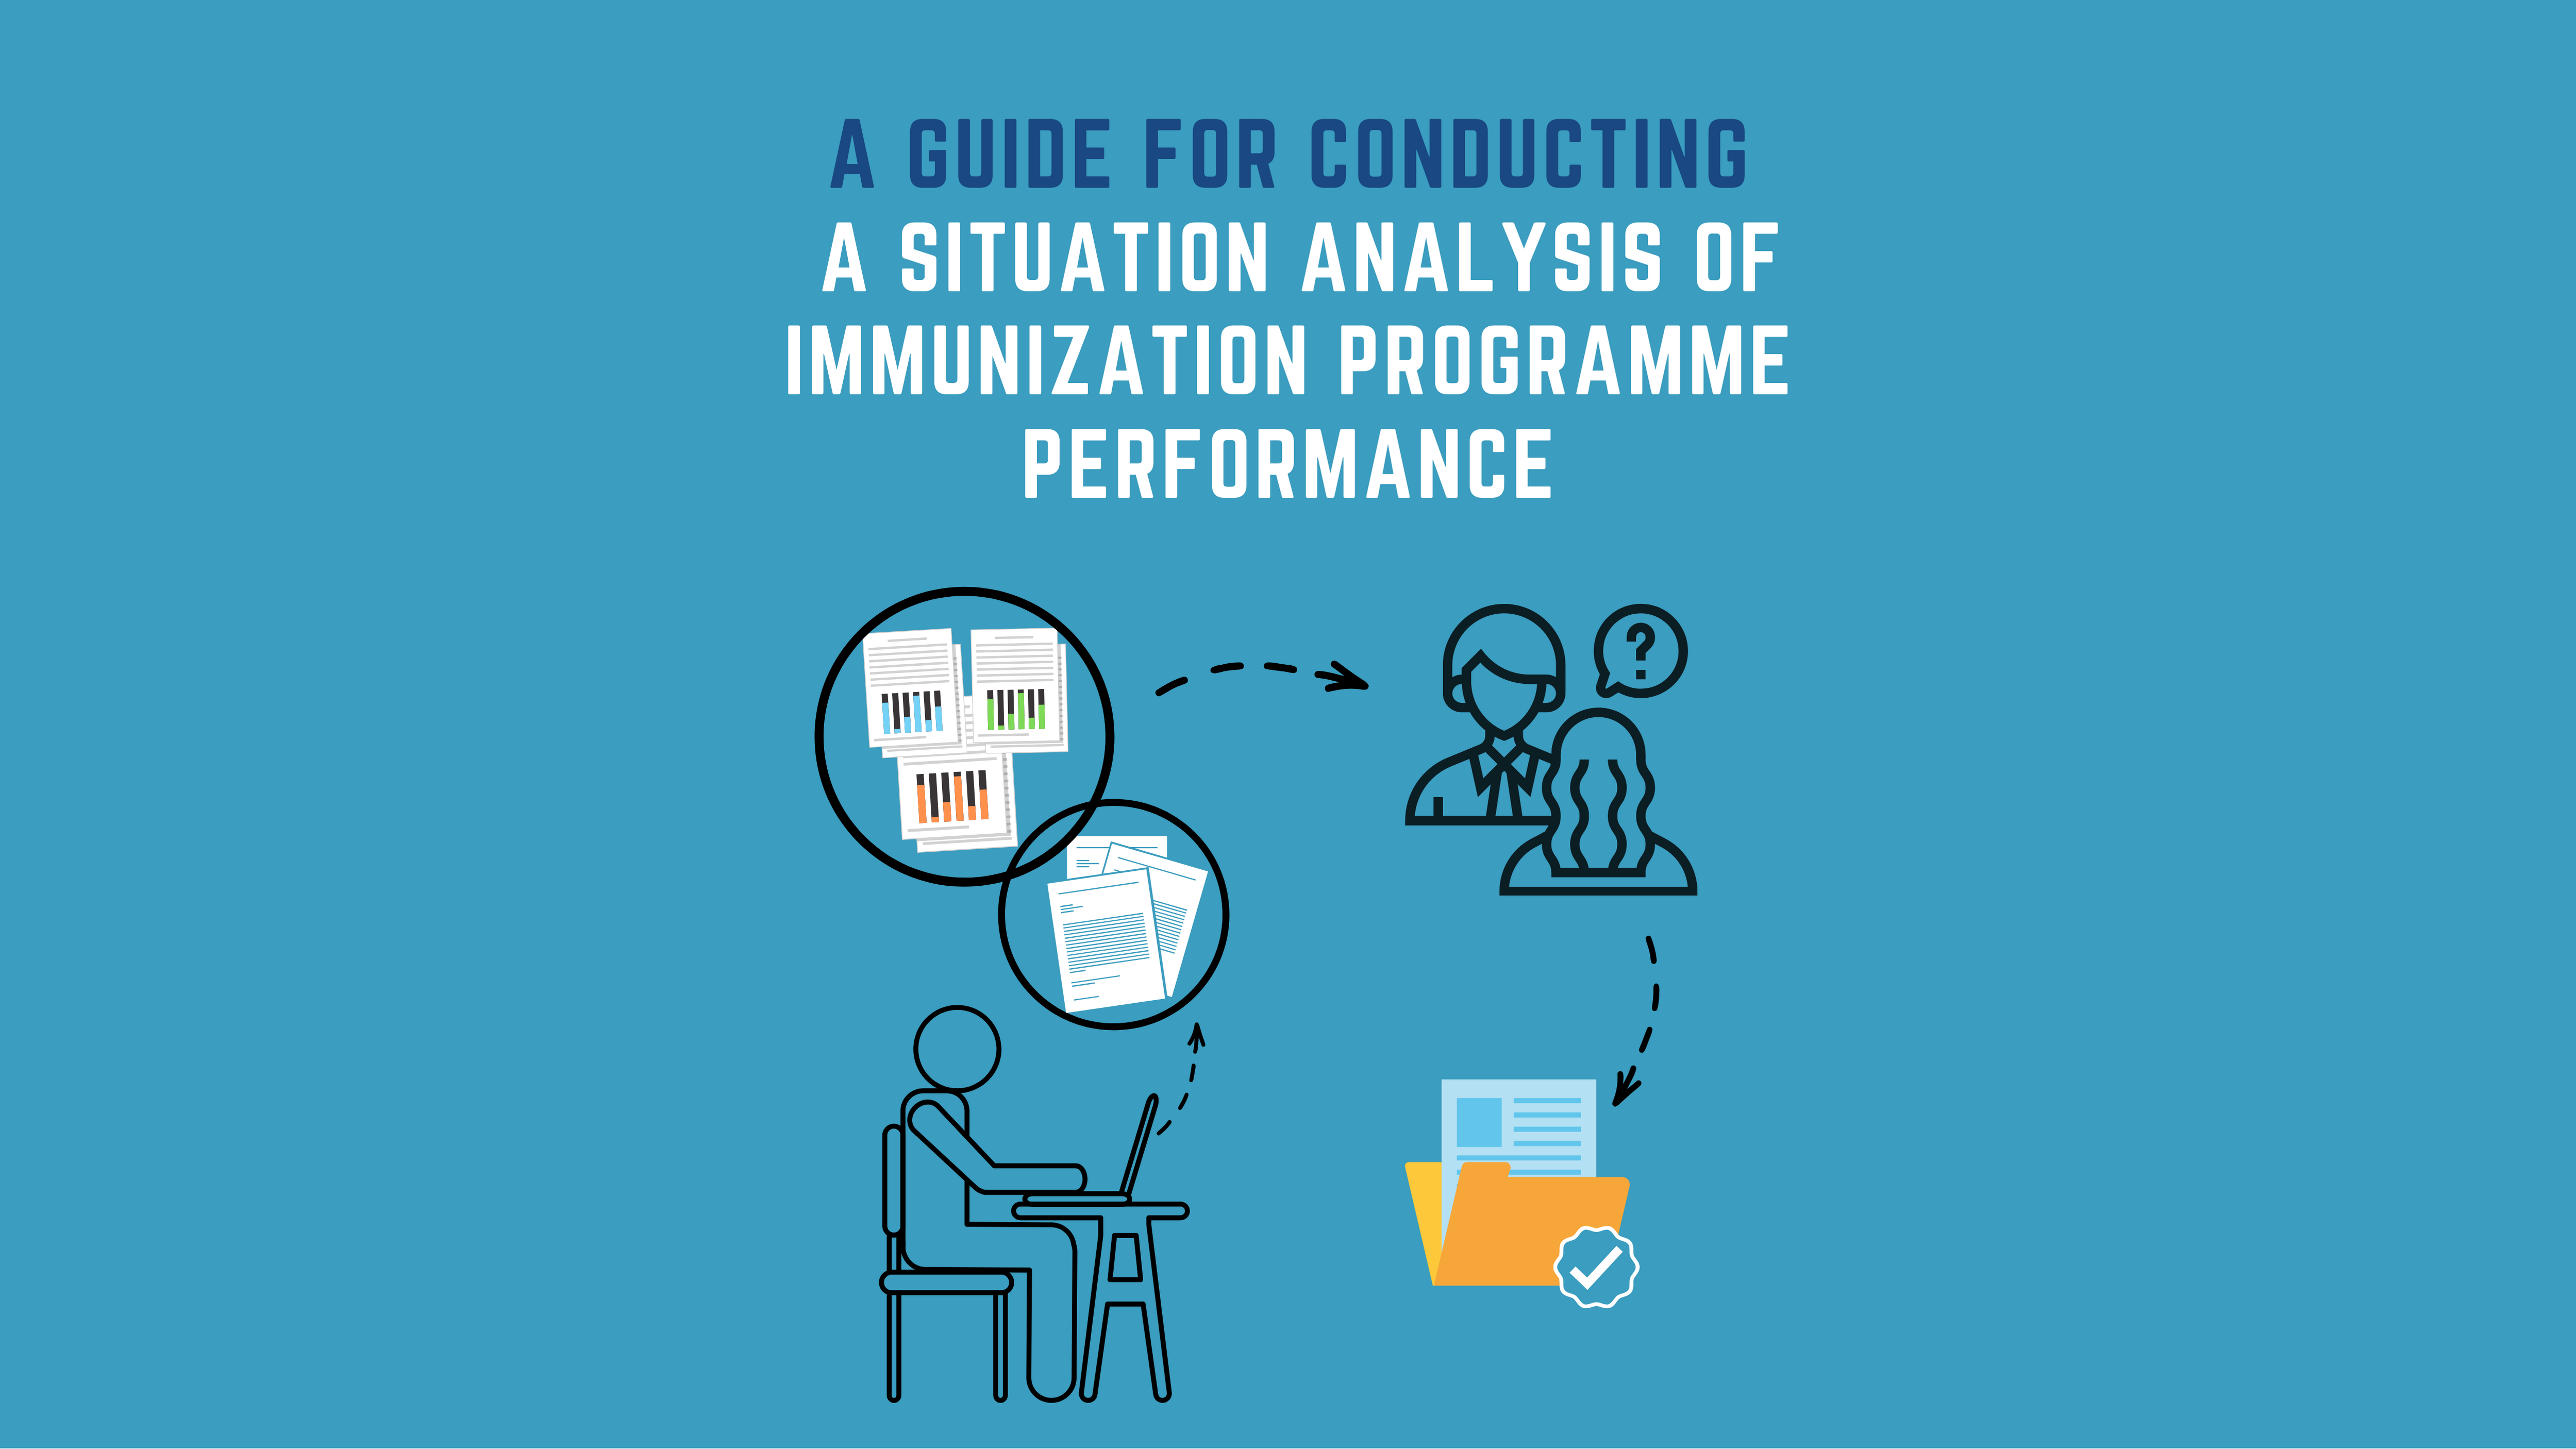 A GUIDE FOR CONDUCTING
A SITUATION ANALYSIS OF
IMMUNIZATION PROGRAMME
PERFORMANCE
?